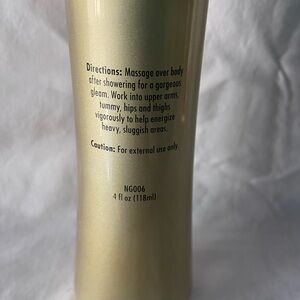 Directions: Massage over body
after showering for a gorgeous
gleam. Work into upper arms,
tummy, hips and thighs
vigorously to help energize
heavy, sluggish areas.
Caution: For external use only
NG006
4 fl oz (118ml)